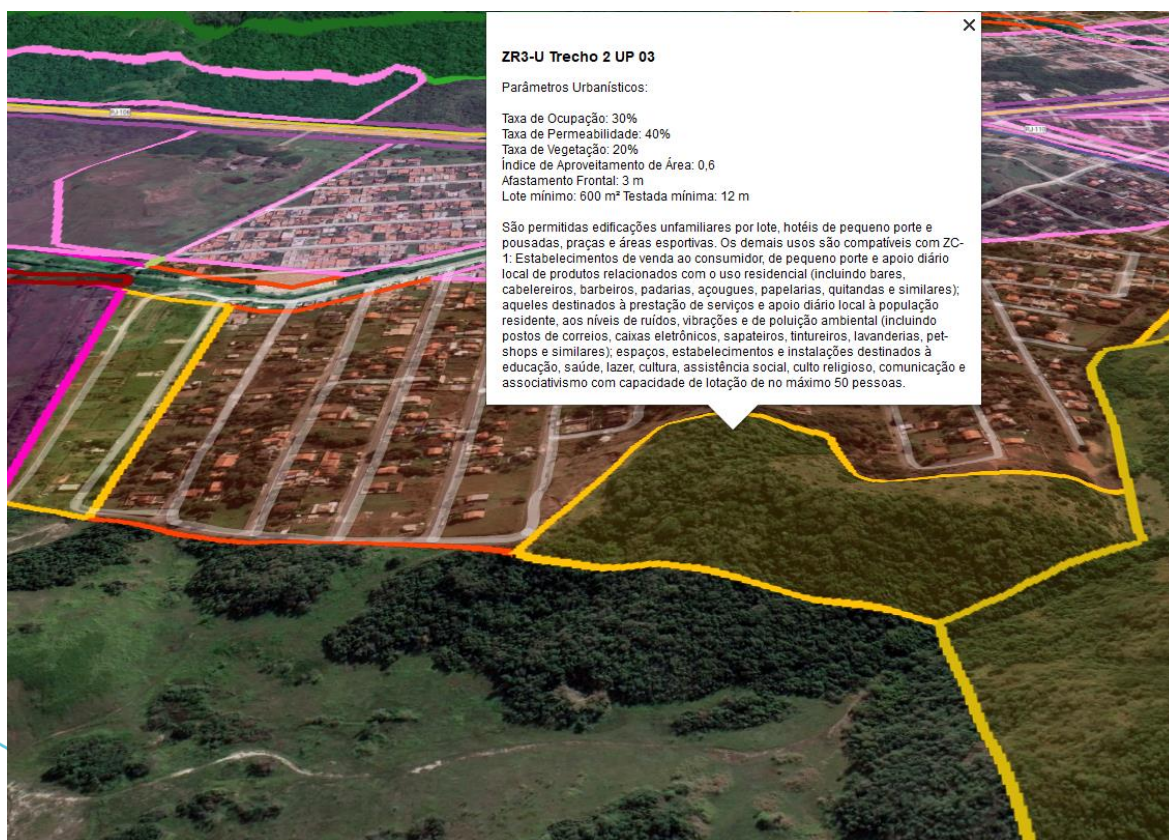 ZR3-U Trecho 2 UP 03
Parâmetros Urbanísticos:
Taxa de Ocupação: 30%
Taxa de Permeabilidade: 40%
Taxa de Vegetação: 20%
Índice de Aproveitamento de Área: 0,6
Afastamento Frontal: 3 m
Lote mínimo: 600 m² Testada mínima: 12 m
São permitidas edificações unfamiliares por lote, hotéis de pequeno porte e
pousadas, praças e áreas esportivas. Os demais usos são compatíveis com ZC-
1: Estabelecimentos de venda ao consumidor, de pequeno porte e apoio diário
local de produtos relacionados com o uso residencial (incluindo bares,
cabelereiros, barbeiros, padarias, açougues, papelarias, quitandas e similares);
aqueles destinados à prestação de serviços e apoio diário local à população
residente, aos níveis de ruídos, vibrações e de poluição ambiental (incluindo
postos de correios, caixas eletrônicos, sapateiros, tintureiros, lavanderias, pet-
shops e similares); espaços, estabelecimentos e instalações destinados à
educação, saúde, lazer, cultura, assistência social, culto religioso, comunicação e
associativismo com capacidade de lotação de no máximo 50 pessoas.